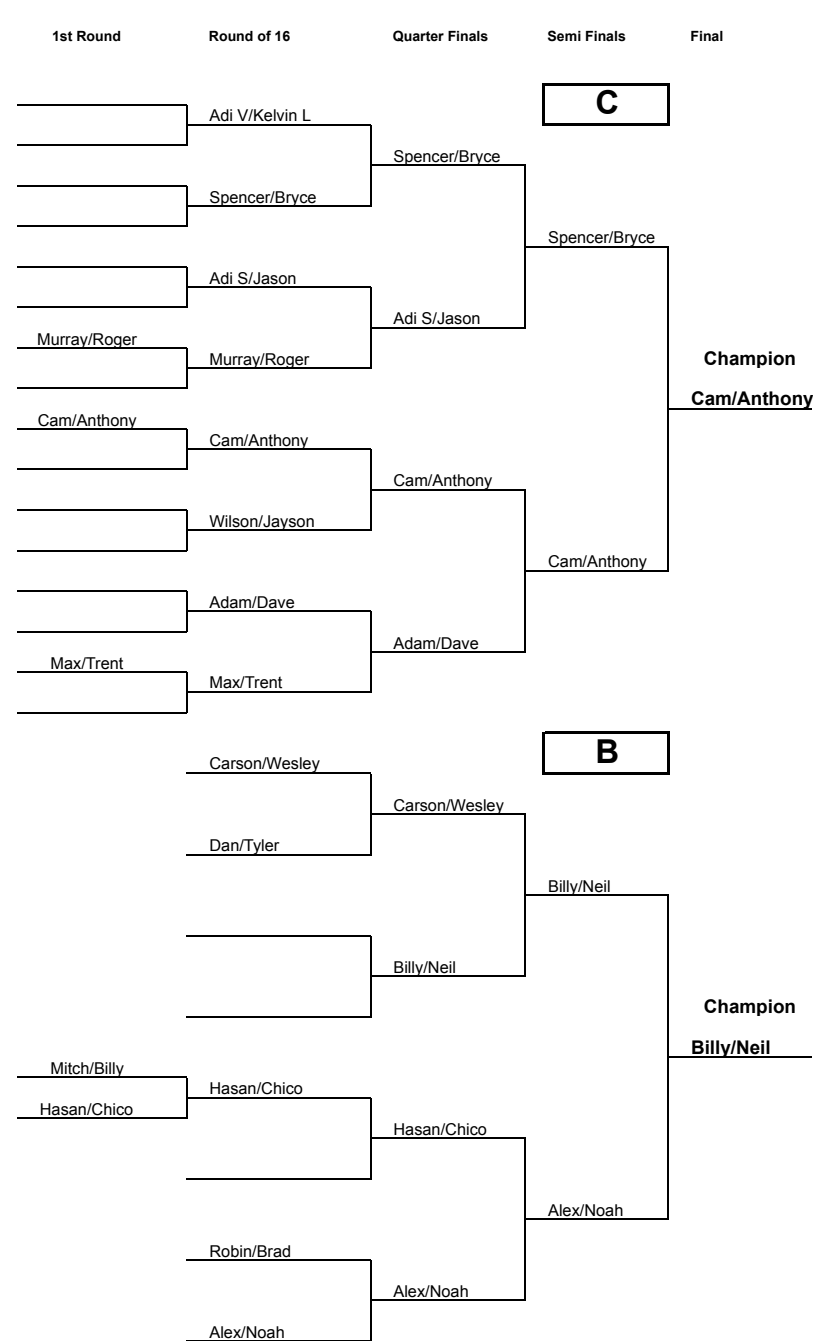 1st Round Round of 16 Quarter Finals Semi Finals Final
C
Adi V/Kelvin L
Spencer/Bryce
Spencer/Bryce
Spencer/Bryce
Adi S/Jason
Adi S/Jason
Murray/Roger
Murray/Roger
Champion
Cam/Anthony
Cam/Anthony
Cam/Anthony
Cam/Anthony
Wilson/Jayson
Cam/Anthony
Adam/Dave
Adam/Dave
Max/Trent
Max/Trent
B
Carson/Wesley
Carson/Wesley
Dan/Tyler
Billy/Neil
Billy/Neil
Champion
Billy/Neil
Mitch/Billy
Hasan/Chico
Hasan/Chico
Hasan/Chico
Alex/Noah
Robin/Brad
Alex/Noah
Alex/Noah